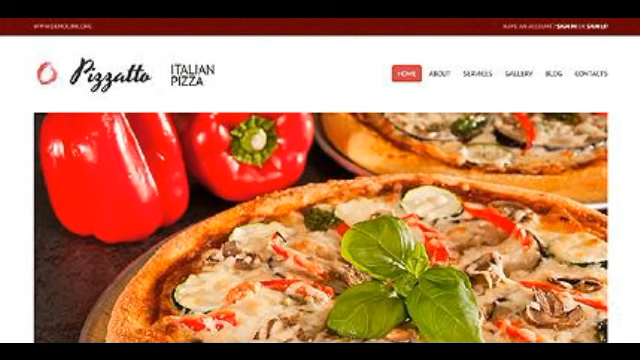 WWW.DEMOLINK.ORG
HAVE AN ACCOUNT? SIGN IN OR SIGN UP
Pizzatto
ITALIAN
PIZZA
HOME ABOUT SERVICES GALLERY BLOG CONTACTS